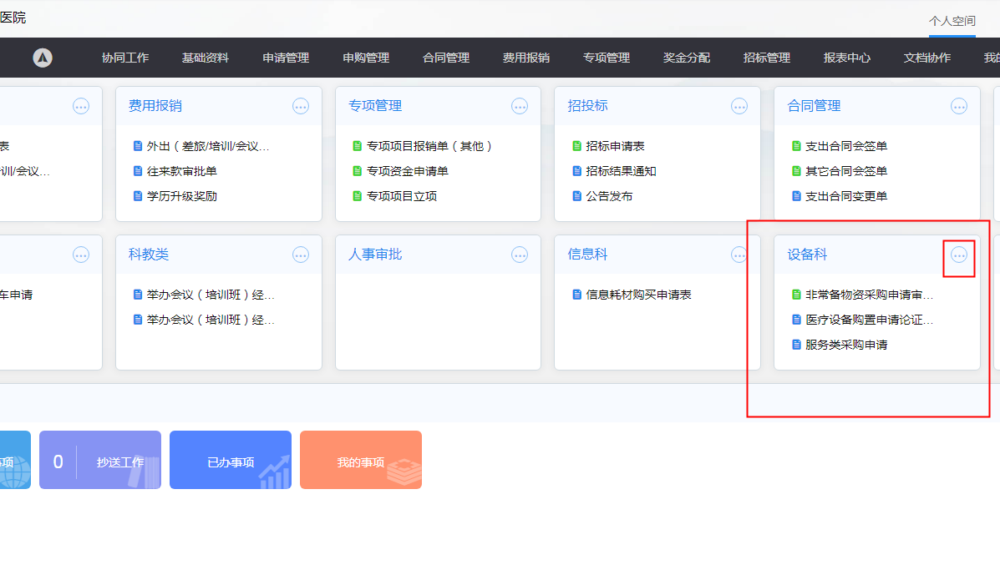 医院
个人空间
协同工作 基础资料 申请管理 申购管理 合同管理 费用报销 专项管理 奖金分配 招标管理 报表中心 文档协作 我的
费用报销 专项管理 招投标 合同管理
表 外出（差旅/培训/会议... 专项项目报销单（其他） 招标申请表 支出合同会签单
训/会议... 往来款审批单 专项资金申请单 招标结果通知 其它合同会签单
学历升级奖励 专项项目立项 公告发布 支出合同变更单
科教类 人事审批 信息科 设备科
车申请 举办会议（培训班）经... 信息耗材购买申请表 非常备物资采购申请审...
举办会议（培训班）经... 医疗设备购置申请论证...
服务类采购申请
项 0 抄送工作 已办事项 我的事项